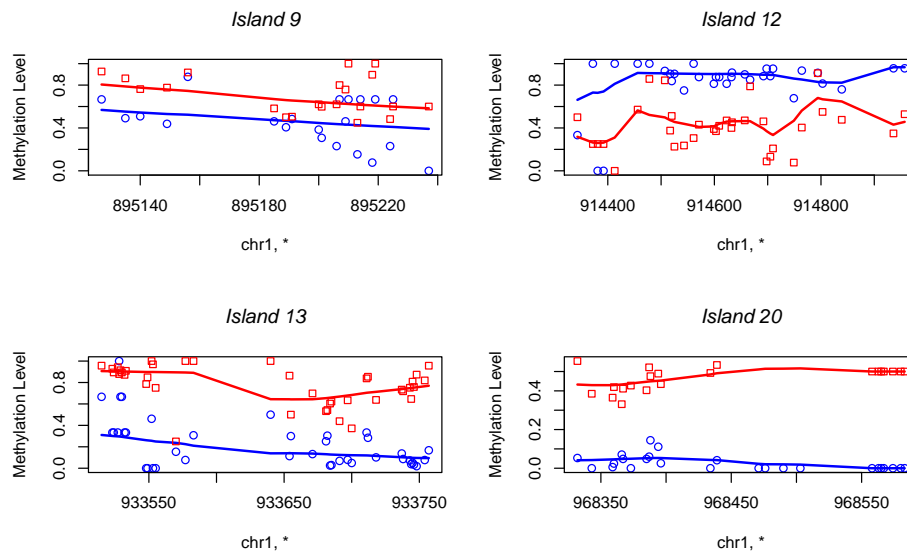 Island 9
Methylation Level
0.0 0.4 0.8
895140 895180 895220
chr1, *
Island 12
Methylation Level
0.0 0.4 0.8
914400 914600 914800
chr1, *
Island 13
Methylation Level
0.0 0.4 0.8
933550 933650 933750
chr1, *
Island 20
Methylation Level
0.0 0.2 0.4
968350 968450 968550
chr1, *